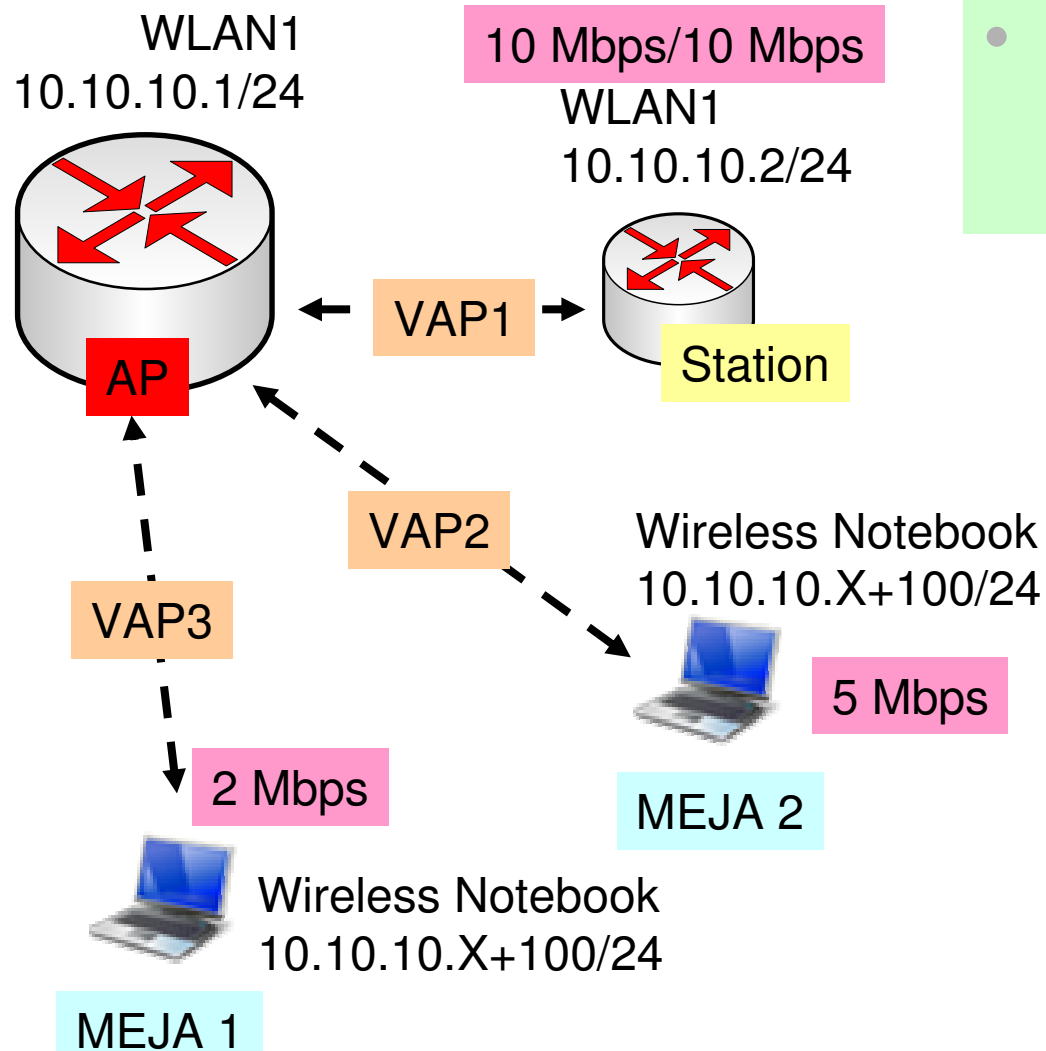 WLAN1
10.10.10.1/24
10 Mbps/10 Mbps
WLAN1
10.10.10.2/24
VAP1
Station
AP
VAP2
Wireless Notebook
10.10.10.X+100/24
VAP3
5 Mbps
2 Mbps
MEJA 2
Wireless Notebook
10.10.10.X+100/24
MEJA 1